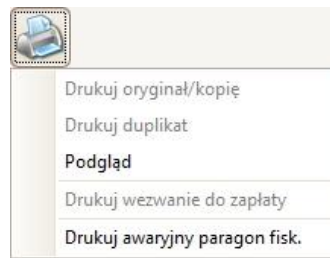 Drukuj oryginał/kopię
Drukuj duplikat
Podgląd
Drukuj wezwanie do zapłaty
Drukuj awaryjny paragon fisk.